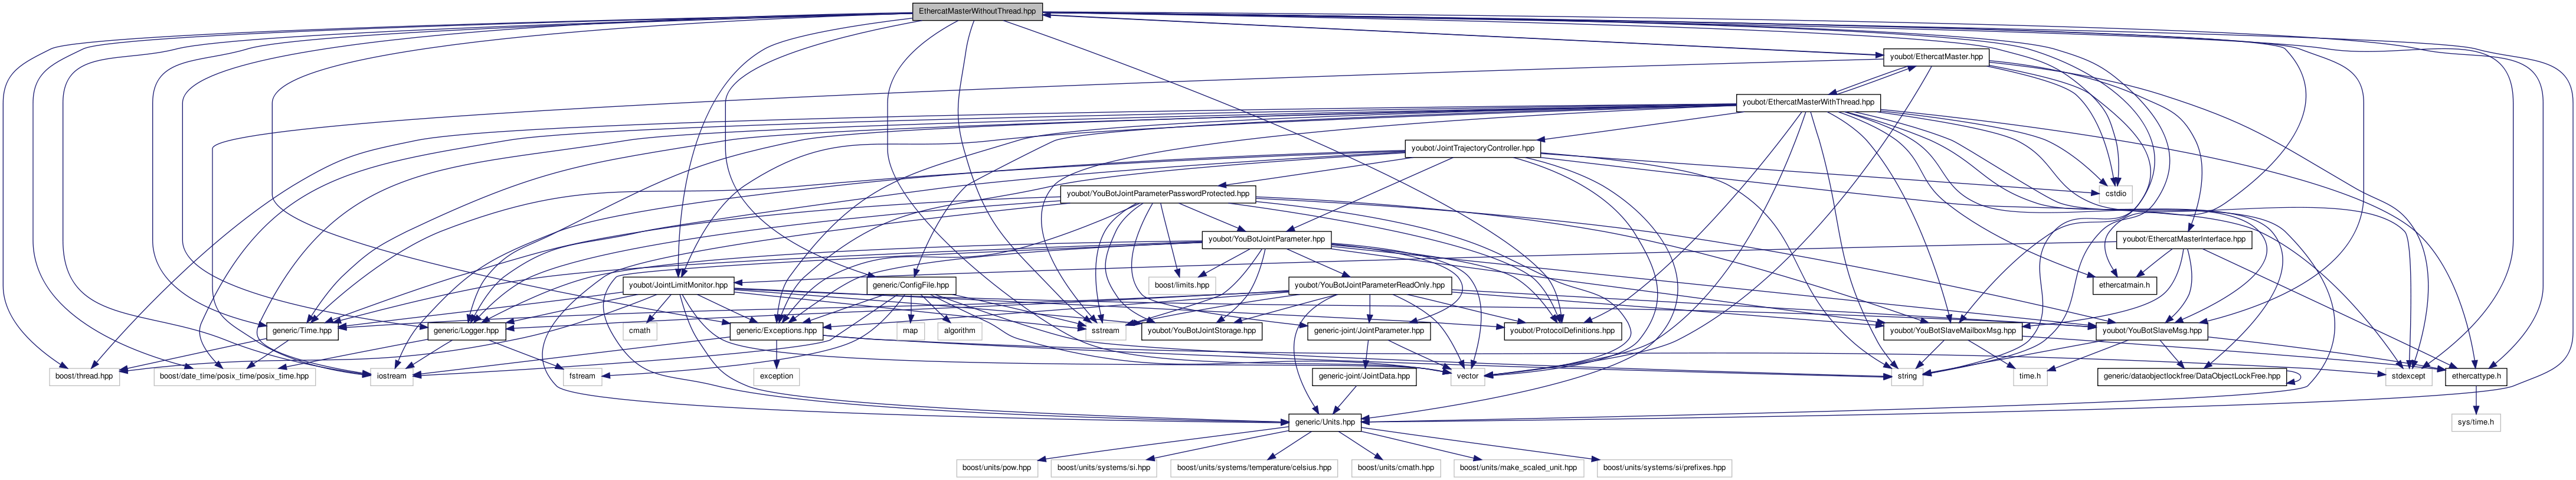 EthercatMasterWithoutThread.hpp
youbot/EthercatMaster.hpp
youbot/EthercatMasterWithThread.hpp
youbot/JointTrajectoryController.hpp
youbot/YouBotJointParameterPasswordProtected.hpp
cstdio
youbot/YouBotJointParameter.hpp
youbot/EthercatMasterInterface.hpp
youbot/JointLimitMonitor.hpp
generic/ConfigFile.hpp
boost/limits.hpp
youbot/YouBotJointParameterReadOnly.hpp
ethercatmain.h
generic/Time.hpp
generic/Logger.hpp
cmath
generic/Exceptions.hpp
map
algorithm
sstream
youbot/YouBotJointStorage.hpp
generic-joint/JointParameter.hpp
youbot/ProtocolDefinitions.hpp
youbot/YouBotSlaveMailboxMsg.hpp
youbot/YouBotSlaveMsg.hpp
boost/thread.hpp
boost/date_time/posix_time/posix_time.hpp
iostream
fstream
exception
generic-joint/JointData.hpp
vector
string
time.h
generic/dataobjectlockfree/DataObjectLockFree.hpp
stdexcept
ethercattype.h
generic/Units.hpp
sys/time.h
boost/units/pow.hpp
boost/units/systems/si.hpp
boost/units/systems/temperature/celsius.hpp
boost/units/cmath.hpp
boost/units/make_scaled_unit.hpp
boost/units/systems/si/prefixes.hpp